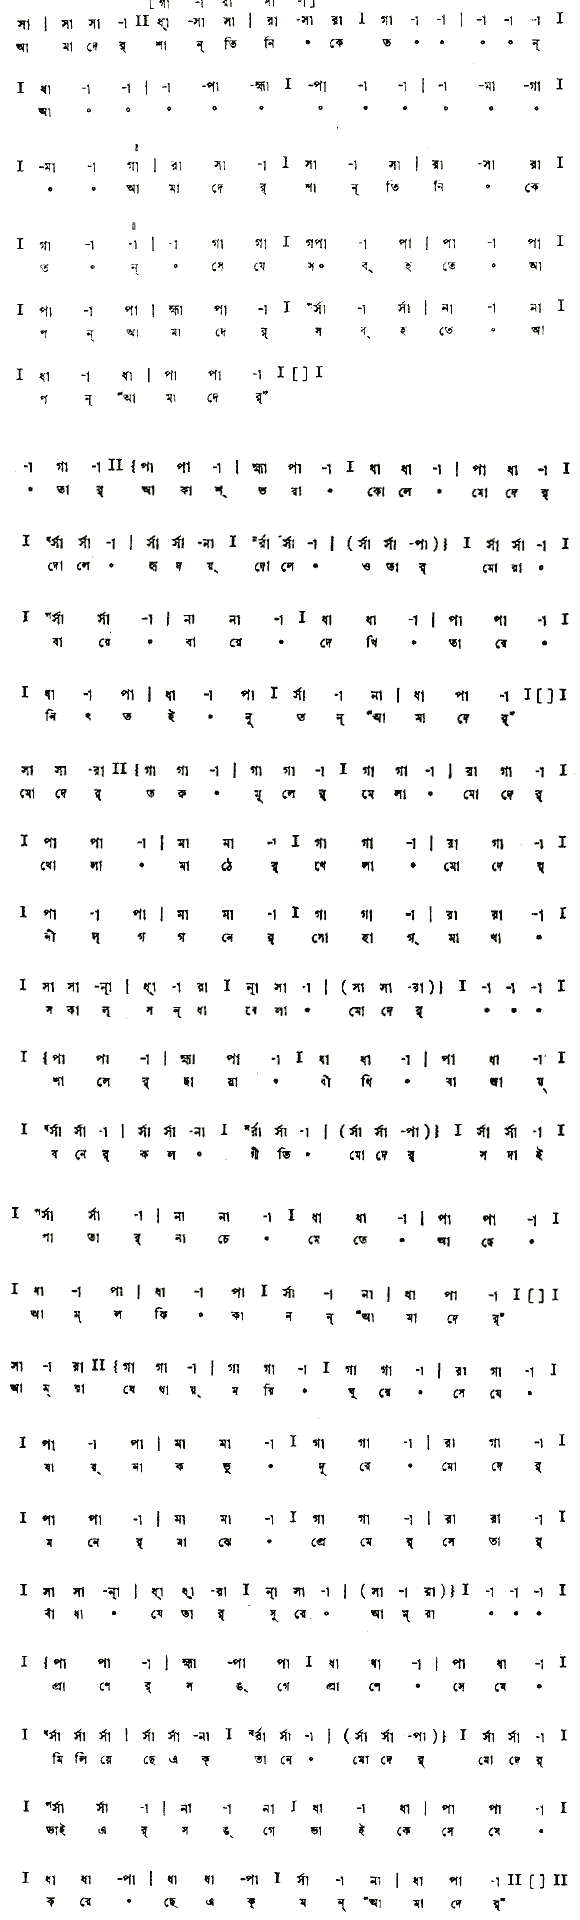 [গা -া রা সা -া]
সা | সা সা -া II ধ্া -সা সা | রা -সা রা I গা -া -া | -া -া -া I
আ মা দে র্ শা ন্ তি নি ০ কে ত ০ ০ ০ ০ ন্
I ধা -া -া | -া -পা -হ্মা I -পা -া -া | -া -মা -গা I
আ ০ ০ ০ ০ ০ ০ ০ ০ ০ ০ ০
I -মা -া গা | রা সা -া I সা -া সা | রা -সা রা I
০ ০ আ মা দে র্ শা ন্ তি নি ০ কে
I গা -া -া | -া গা গা I গপা -া পা | পা -া পা I
ত ০ ন্ ০ সে যে স০ ব্ হ তে ০ আ
I পা -া পা | হ্মা পা -া I র্সা -া র্সা | না -া না I
প ন্ আ মা দে র্ স ব্ হ তে ০ আ
I ধা -া ধা | পা পা -া I [] I
প ন্ "আ মা দে র্"
-া গা -া II {পা পা -া | হ্মা পা -া I ধা ধা -া | পা ধা -া I
০ তার্ আ কা শ্ ভ রা ০ কো লে ০ মো দে র্
I র্সা র্সা -া | র্সা র্সা -না I র্রা র্সা -া | (র্সা র্সা -পা)} I র্সা র্সা -া I
দো লে ০ হৃ দ য়্ দো লে ০ ও তা র্ মো রা ০
I র্সা র্সা -া | না না -া I ধা ধা -া | পা পা -া I
বা রে ০ বা রে ০ দে খি ০ তা রে ০
I ধা -া পা | ধা -া পা I র্সা -া না | ধা পা -া I [] I
নি ৎ ত ই ০ নূ ত ন্ "আ মা দে র্"
সা সা -রা II {গা গা -া | গা গা -া I গা গা -া | রা গা -া I
মো দে র্ ত রু ০ মূ লে র্ মে লা ০ মো দে র্
I পা পা -া | মা মা -া I গা গা -া | রা গা -া I
খো লা ০ মা ঠে র্ খে লা ০ মো দে র্
I পা -া পা | মা মা -া I গা গা -া | রা রা -া I
নী ল্ গ গ নে র্ সো হা গ্ মা খা ০
I সা সা -ন্া | ধ্া -া রা I ন্া সা -া | (সা সা -রা)} I -া -া -া I
স কা ল্ স ন্ ধা বে লা ০ মো দে র্ ০ ০ ০
I {পা পা -া | হ্মা পা -া I ধা ধা -া | পা ধা -া I
শা লে র্ ছা য়া ০ বী থি ০ বা জা য়্
I র্সা র্সা -া | র্সা র্সা -না I র্রা র্সা -া | (র্সা র্সা -পা)} I র্সা র্সা -া I
ব নে র্ ক ল ০ গী তি ০ মো দে র্ স দা ই
I র্সা র্সা -া | না না -া I ধা ধা -া | পা পা -া I
পা তা র্ না চে ০ মে তে ০ আ ছে ০
I ধা -া পা | ধা -া পা I র্সা -া না | ধা পা -া I [] I
আ ম্ ল কি ০ কা ন ন্ "আ মা দে র্"
সা -া রা II {গা গা -া | গা গা -া I গা গা -া | রা গা -া I
আ ম্ রা যে থা য়্ ম রি ০ ঘু রে ০ সে যে ০
I পা -া পা | মা মা -া I গা গা -া | রা গা -া I
যা য়্ না ক ভু ০ দূ রে ০ মো দে র্
I পা পা -া | মা মা -া I গা গা -া | রা রা -া I
ম নে র্ মা ঝে ০ প্রে মে র্ সে তা র্
I সা সা -ন্া | ধ্া ধ্া -রা I ন্া সা -া | (সা -া রা)} I -া -া -া I
বাঁ ধা ০ যে তা র্ সু রে ০ আ ম্ রা ০ ০ ০
I {পা পা -া | হ্মা -পা পা I ধা ধা -া | পা ধা -া I
প্রা ণে র্ স ঙ্ গে প্রা ণে ০ সে যে ০
I র্সা র্সা র্সা | র্সা র্সা -না I র্রা র্সা -া | (র্সা র্সা -পা)} I র্সা র্সা -া I
মি লি য়ে ছে এ ক্ তা নে ০ মো দে র্ মো দে র্
I র্সা র্সা -া | না -া না I ধা -া ধা | পা পা -া I
ভাই এ র্ স ঙ্ গে ভা ই কে সে যে ০
I ধা ধা -পা | ধা ধা -পা I র্সা -া না | ধা পা -া II [] II
ক রে ০ ছে এ ক্ ম ন্ "আ মা দে র্"